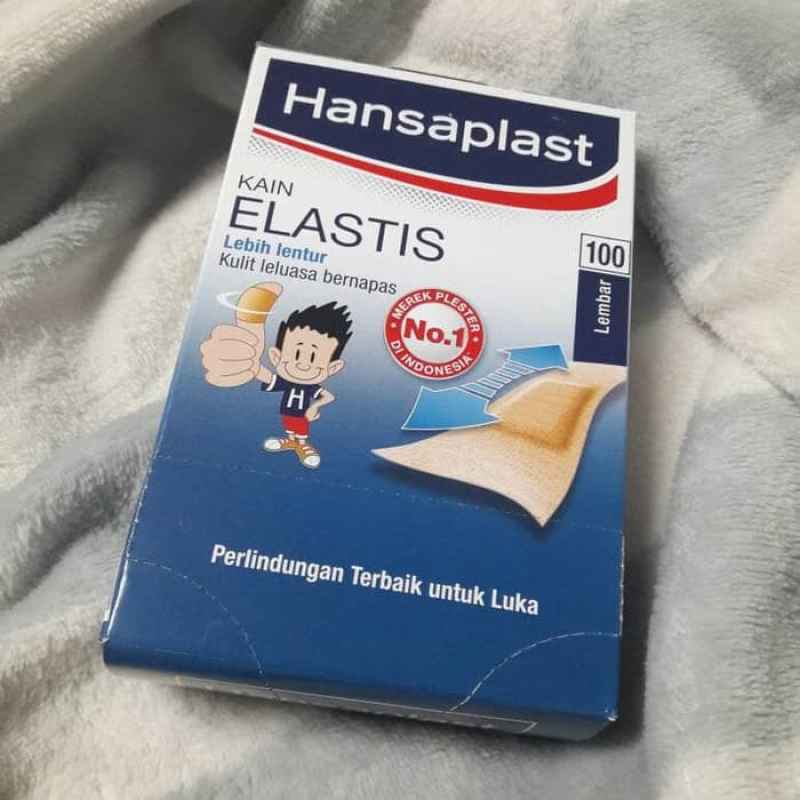 Hansaplast
KAIN
ELASTIS
Lebih lentur
Kulit leluasa bernapas
100
Lembar
MEREK PLESTER
No.1
DI INDONESIA
H
Perlindungan Terbaik untuk Luka